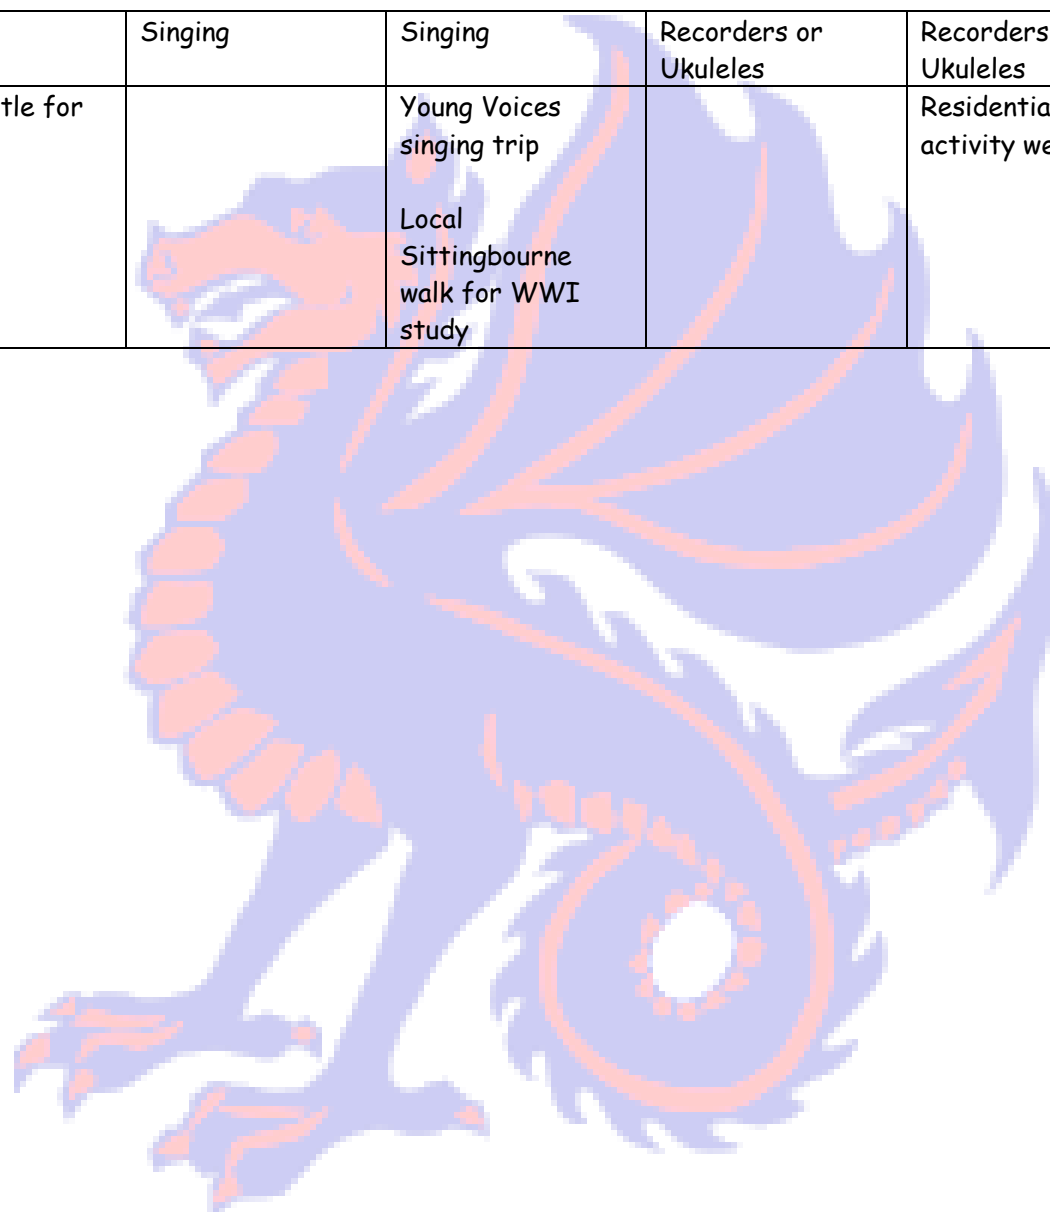 Singing
Singing
Recorders or
Ukuleles
Recorders
Ukuleles
tle for
Young Voices
singing trip
Local
Sittingbourne
walk for WWI
study
Residentia
activity we